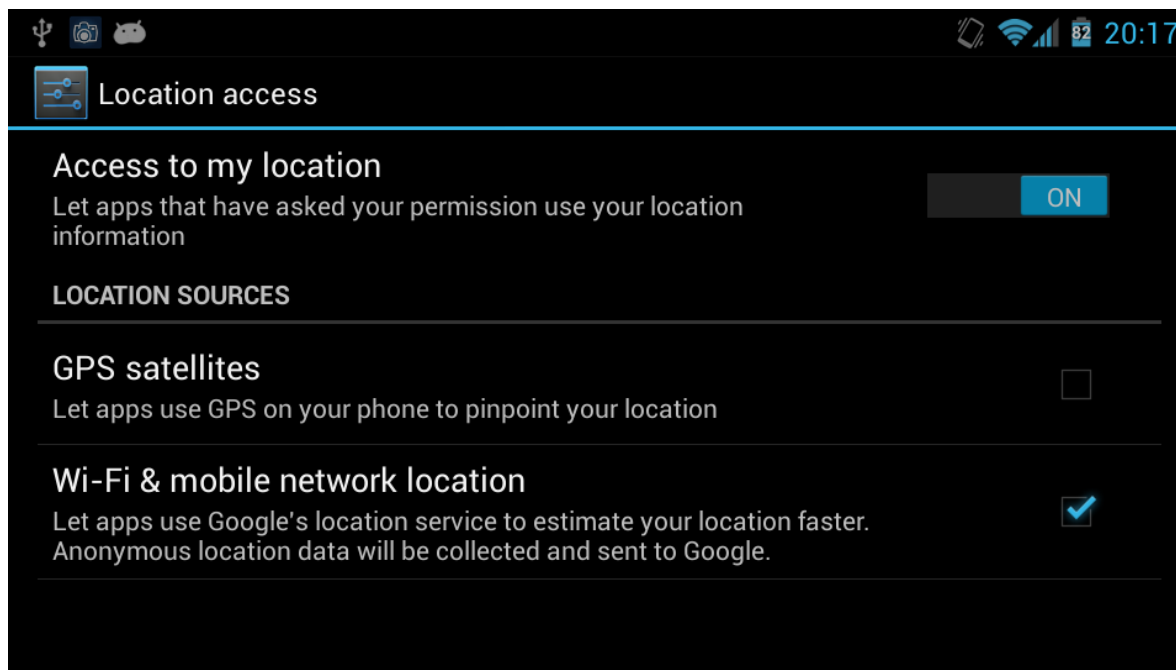 82 20:17
Location access
Access to my location
Let apps that have asked your permission use your location
information
ON
LOCATION SOURCES
GPS satellites
Let apps use GPS on your phone to pinpoint your location
Wi-Fi & mobile network location
Let apps use Google's location service to estimate your location faster.
Anonymous location data will be collected and sent to Google.